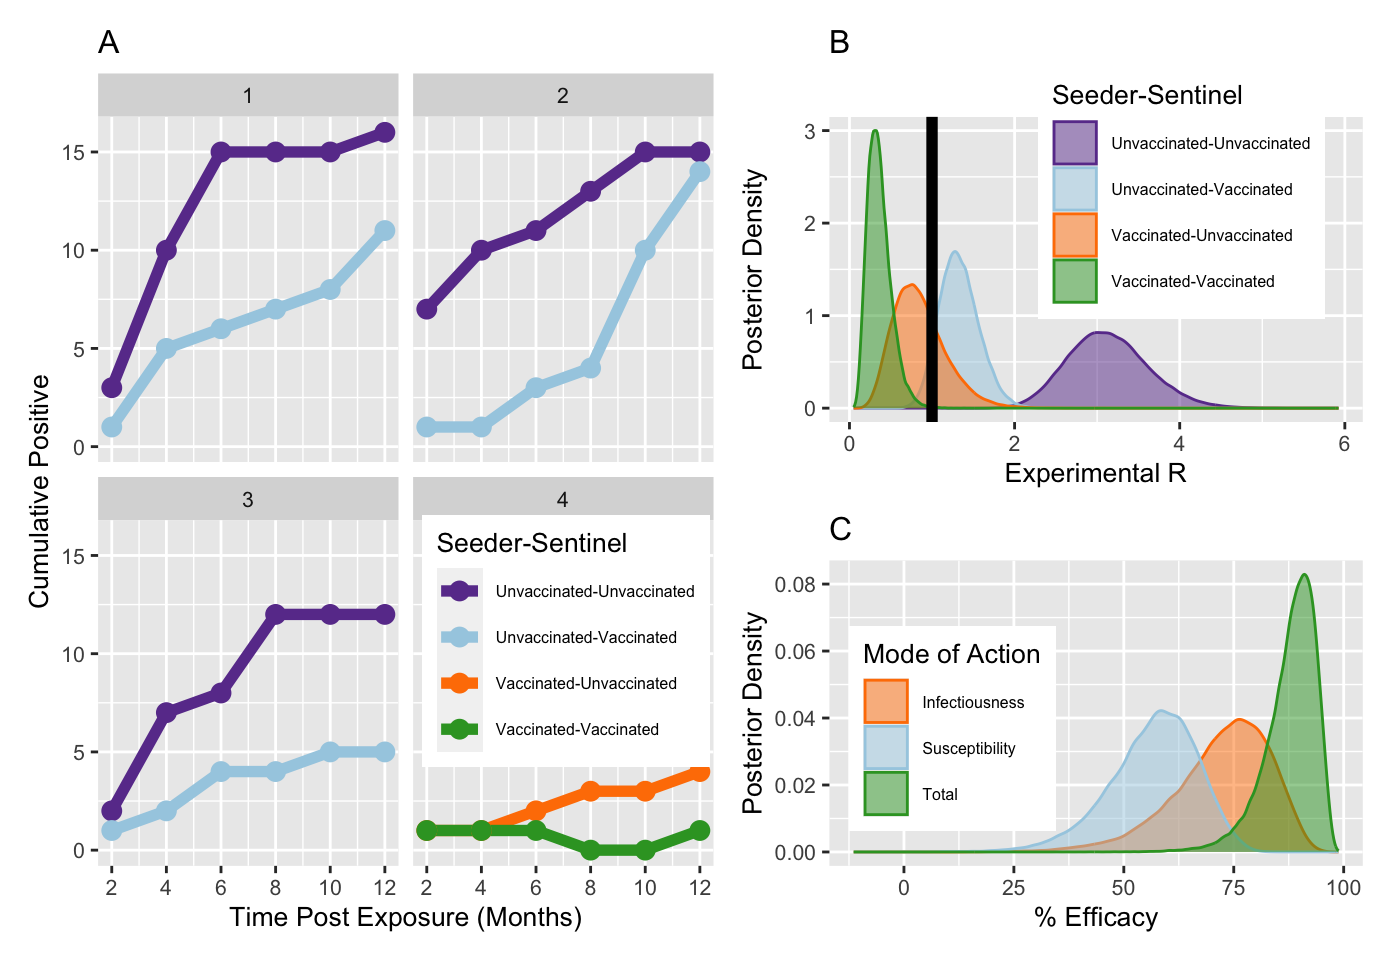 A
1
2
15
10
5
0
3
4
15
10
5
0
Seeder-Sentinel
Unvaccinated-Unvaccinated
Unvaccinated-Vaccinated
Vaccinated-Unvaccinated
Vaccinated-Vaccinated
2 4 6 8 10 12
2 4 6 8 10 12
Time Post Exposure (Months)
Cumulative Positive
B
Seeder-Sentinel
Unvaccinated-Unvaccinated
Unvaccinated-Vaccinated
Vaccinated-Unvaccinated
Vaccinated-Vaccinated
3
2
1
0
Posterior Density
0 2 4 6
Experimental R
C
0.08
0.06
0.04
0.02
0.00
Posterior Density
Mode of Action
Infectiousness
Susceptibility
Total
0 25 50 75 100
% Efficacy